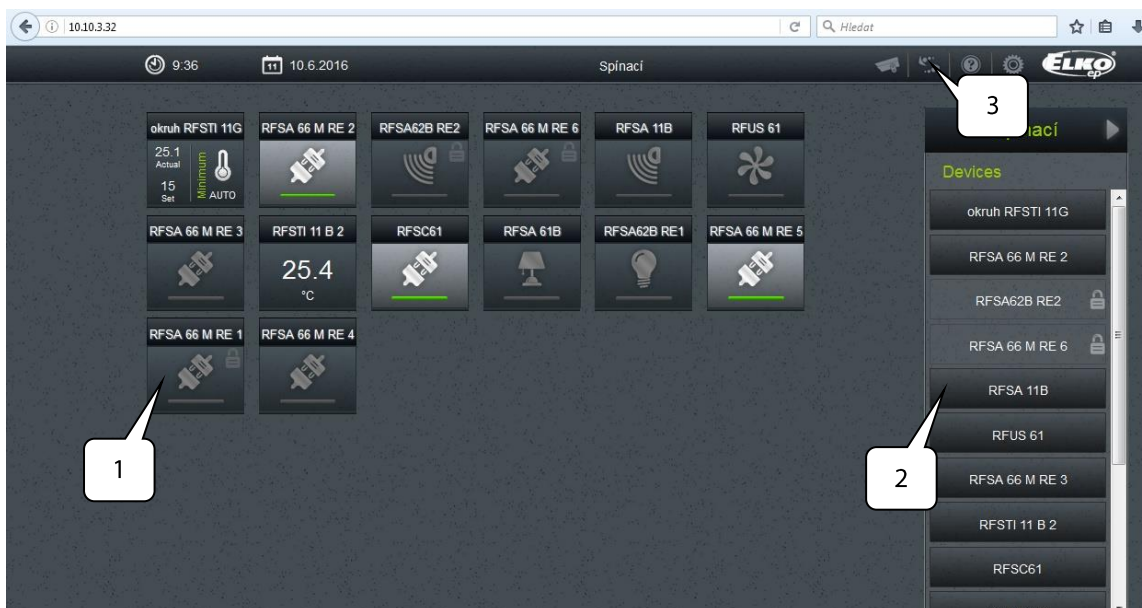 10.10.3.32
Hledat
9:36
11
10.6.2016
Spínací
ELKO
ep
3
okruh RFSTI 11G
RFSA 66 M RE 2
RFSA62B RE2
RFSA 66 M RE 6
RFSA 11B
RFUS 61
25.1
Actual
15
Set
Minimum
AUTO
RFSA 66 M RE 3
RFSTI 11 B 2
RFSC61
RFSA 61B
RFSA62B RE1
RFSA 66 M RE 5
25.4
°C
RFSA 66 M RE 1
RFSA 66 M RE 4
1
Devices
okruh RFSTI 11G
RFSA 66 M RE 2
RFSA62B RE2
RFSA 66 M RE 6
RFSA 11B
RFUS 61
2
RFSA 66 M RE 3
RFSTI 11 B 2
RFSC61